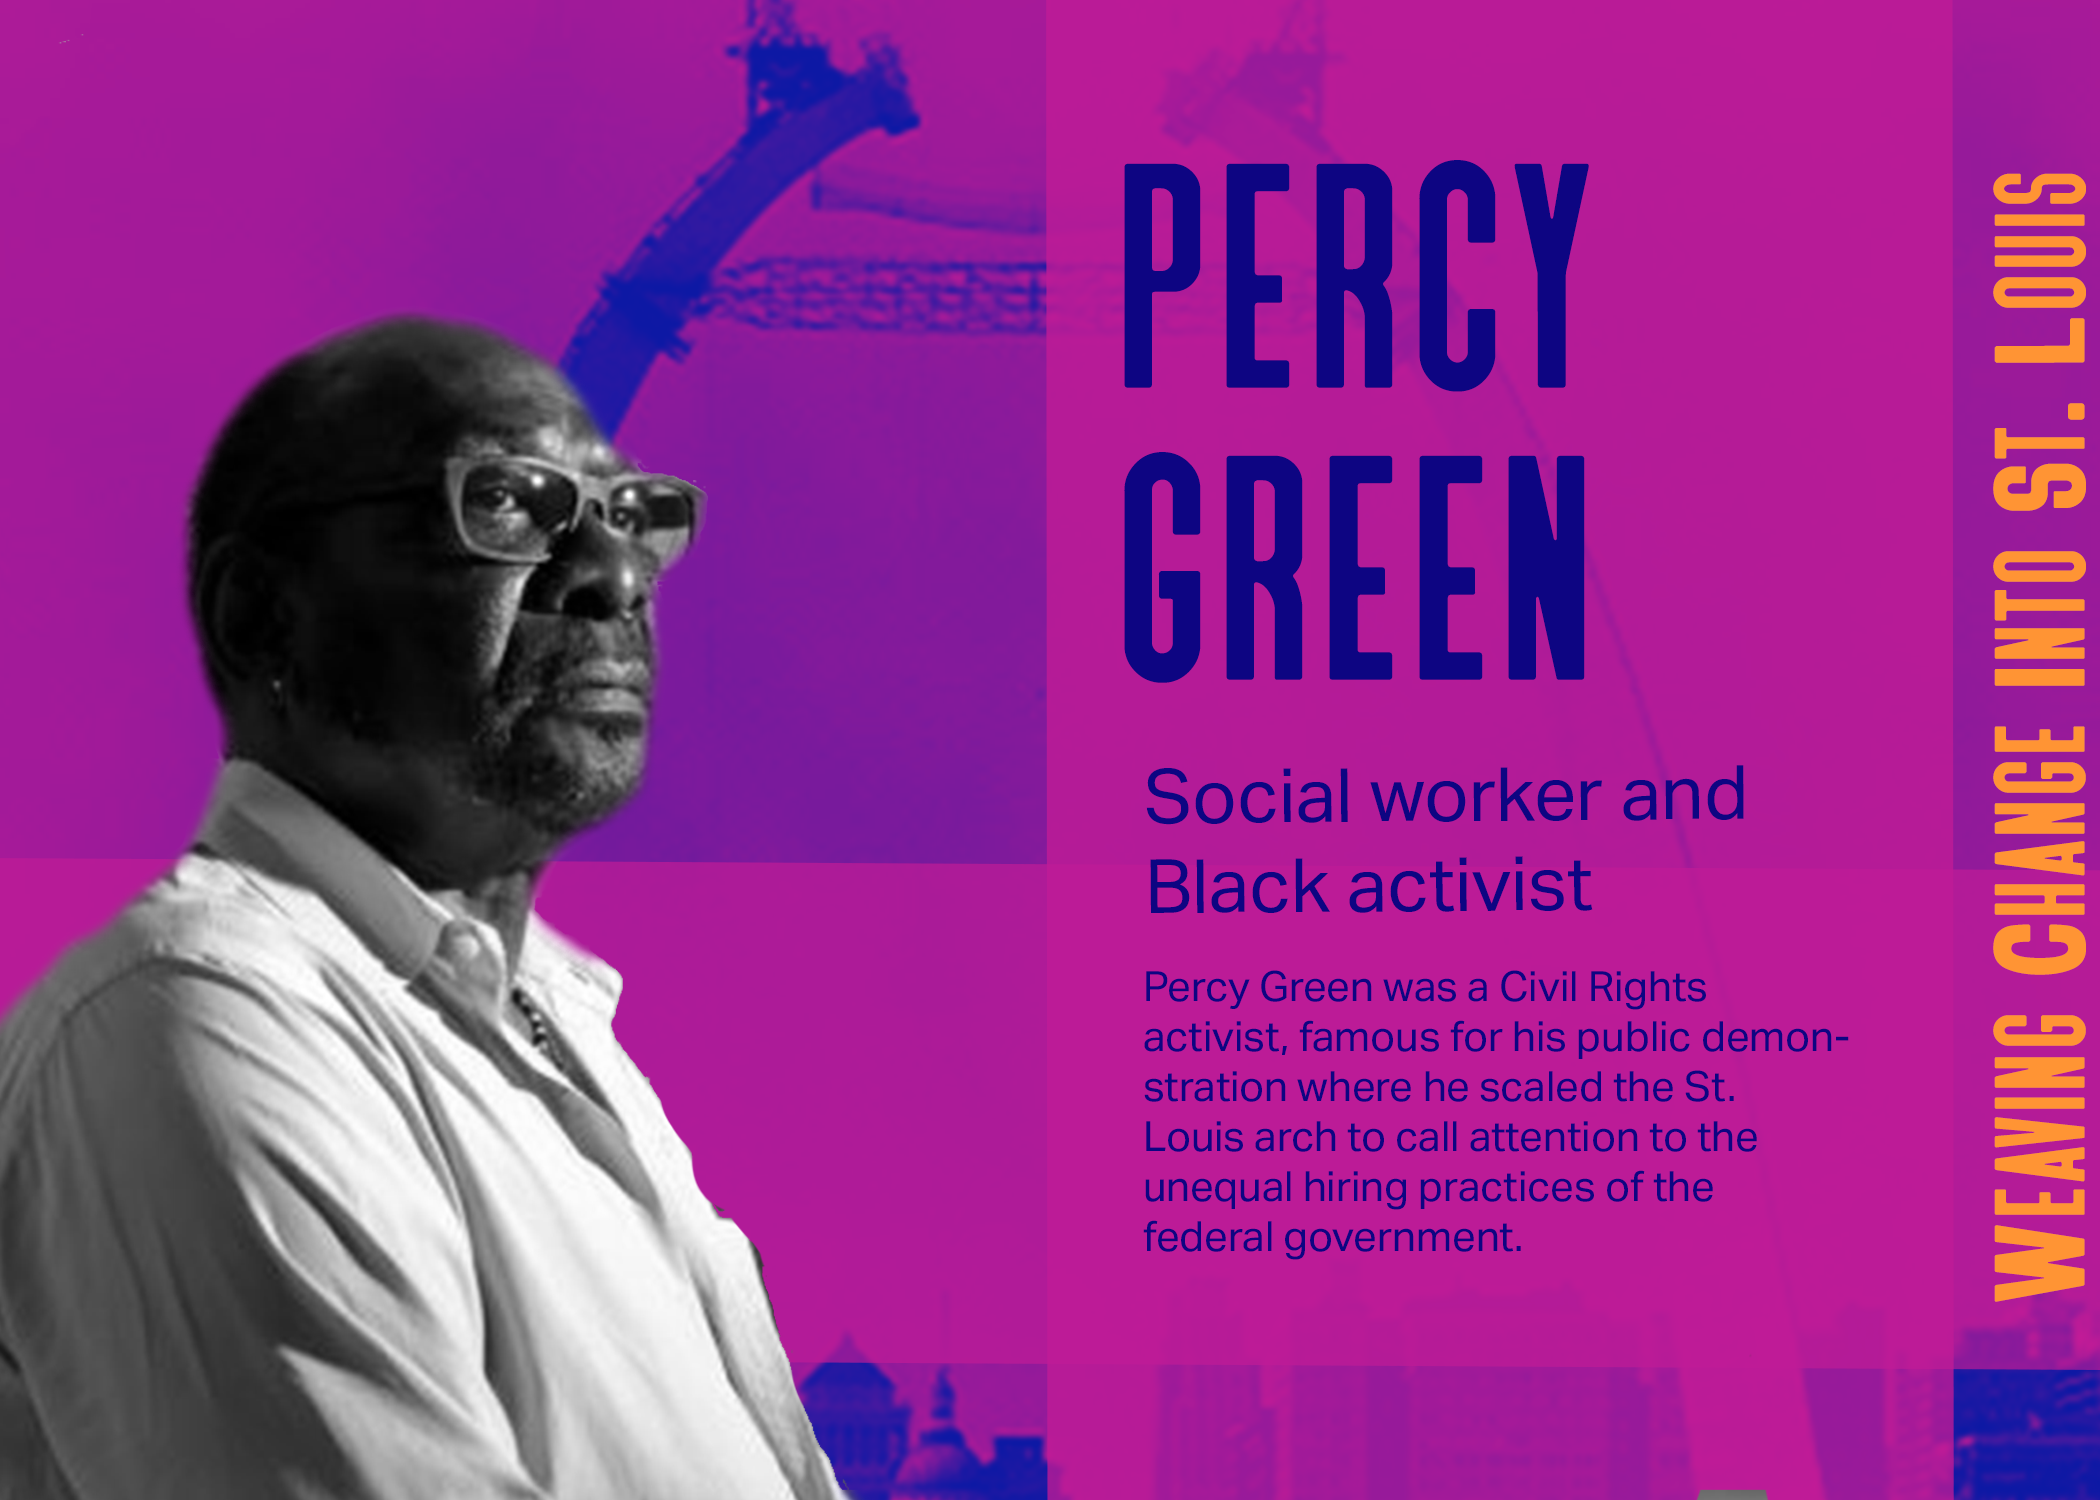 PERCY
GREEN
Social worker and
Black activist
Percy Green was a Civil Rights
activist, famous for his public demon-
stration where he scaled the St.
Louis arch to call attention to the
unequal hiring practices of the
federal government.
WEAVING CHANGE INTO ST. LOUIS